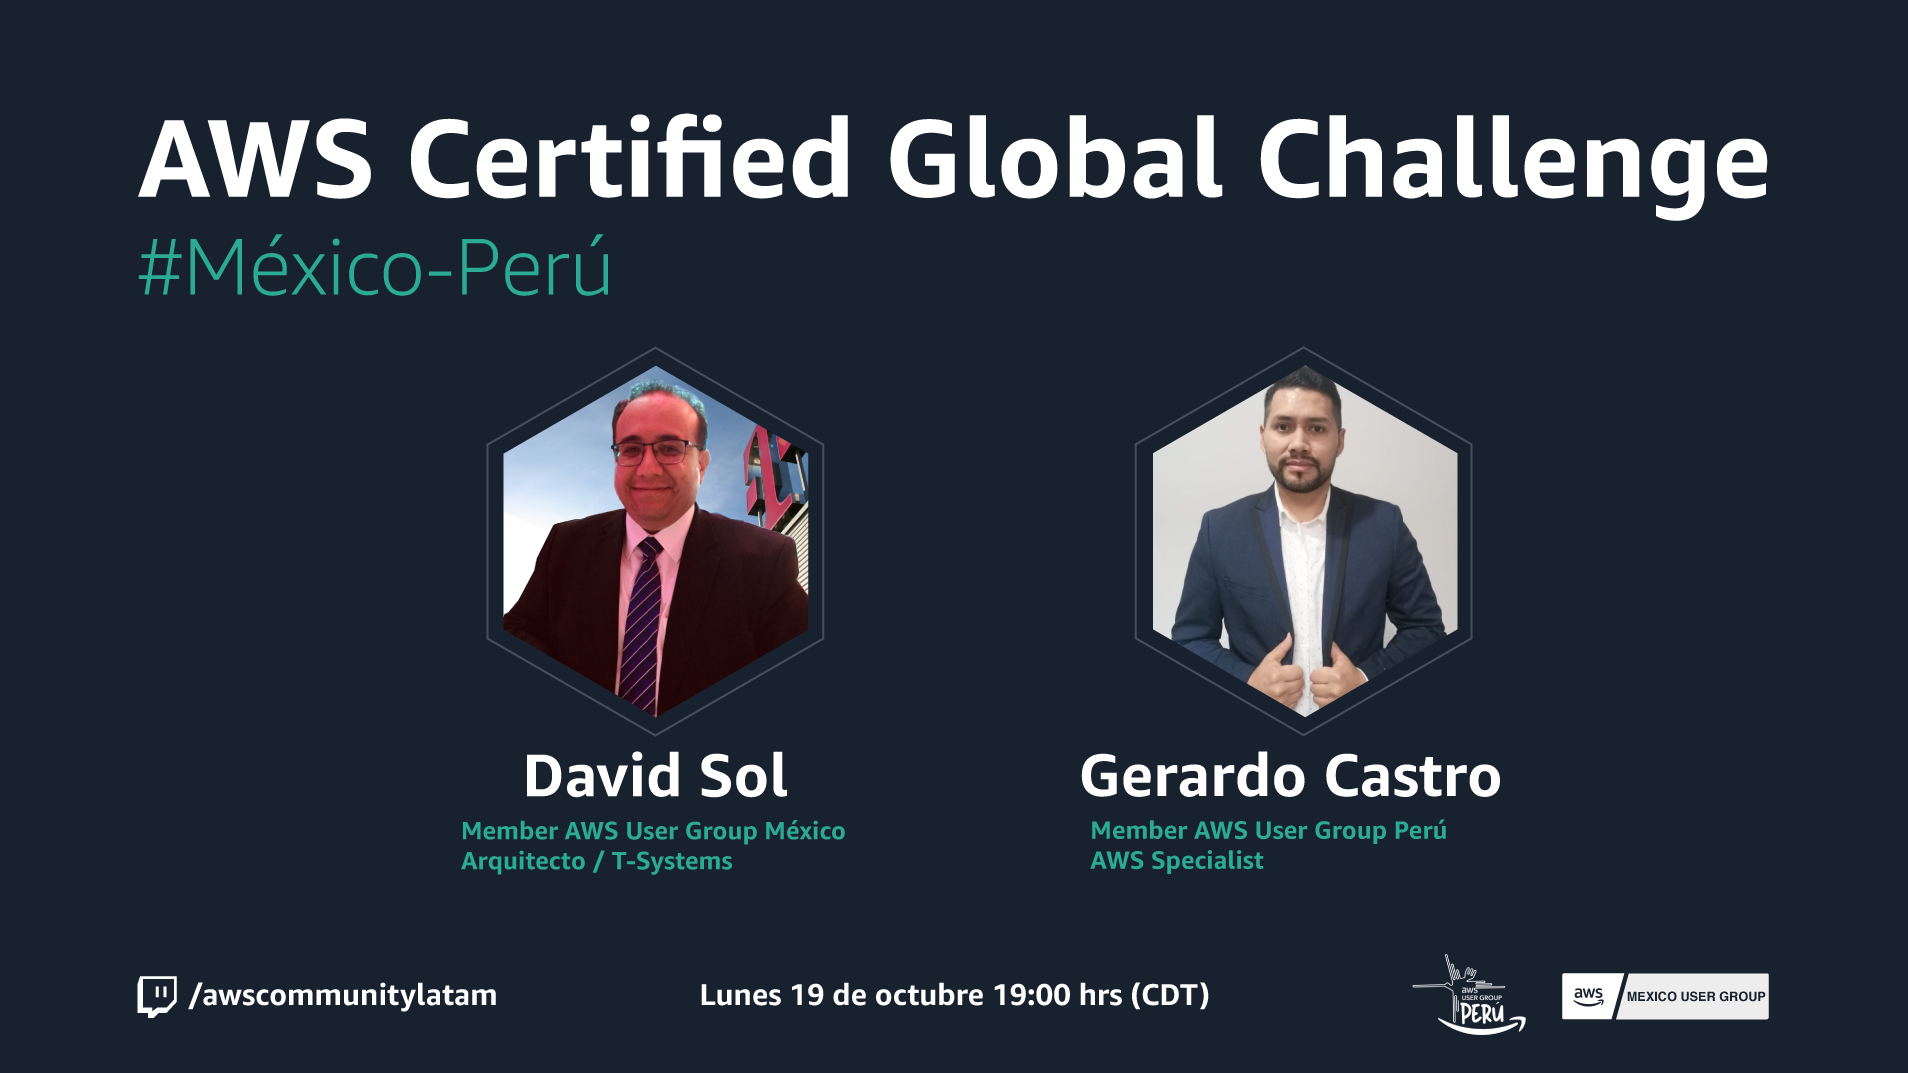 AWS Certified Global Challenge
#México-Perú
David Sol
Member AWS User Group México
Arquitecto / T-Systems
Gerardo Castro
Member AWS User Group Perú
AWS Specialist
/awscommunitylatam
Lunes 19 de octubre 19:00 hrs (CDT)
aws
USER GROUP
PERÚ
aws
MEXICO USER GROUP